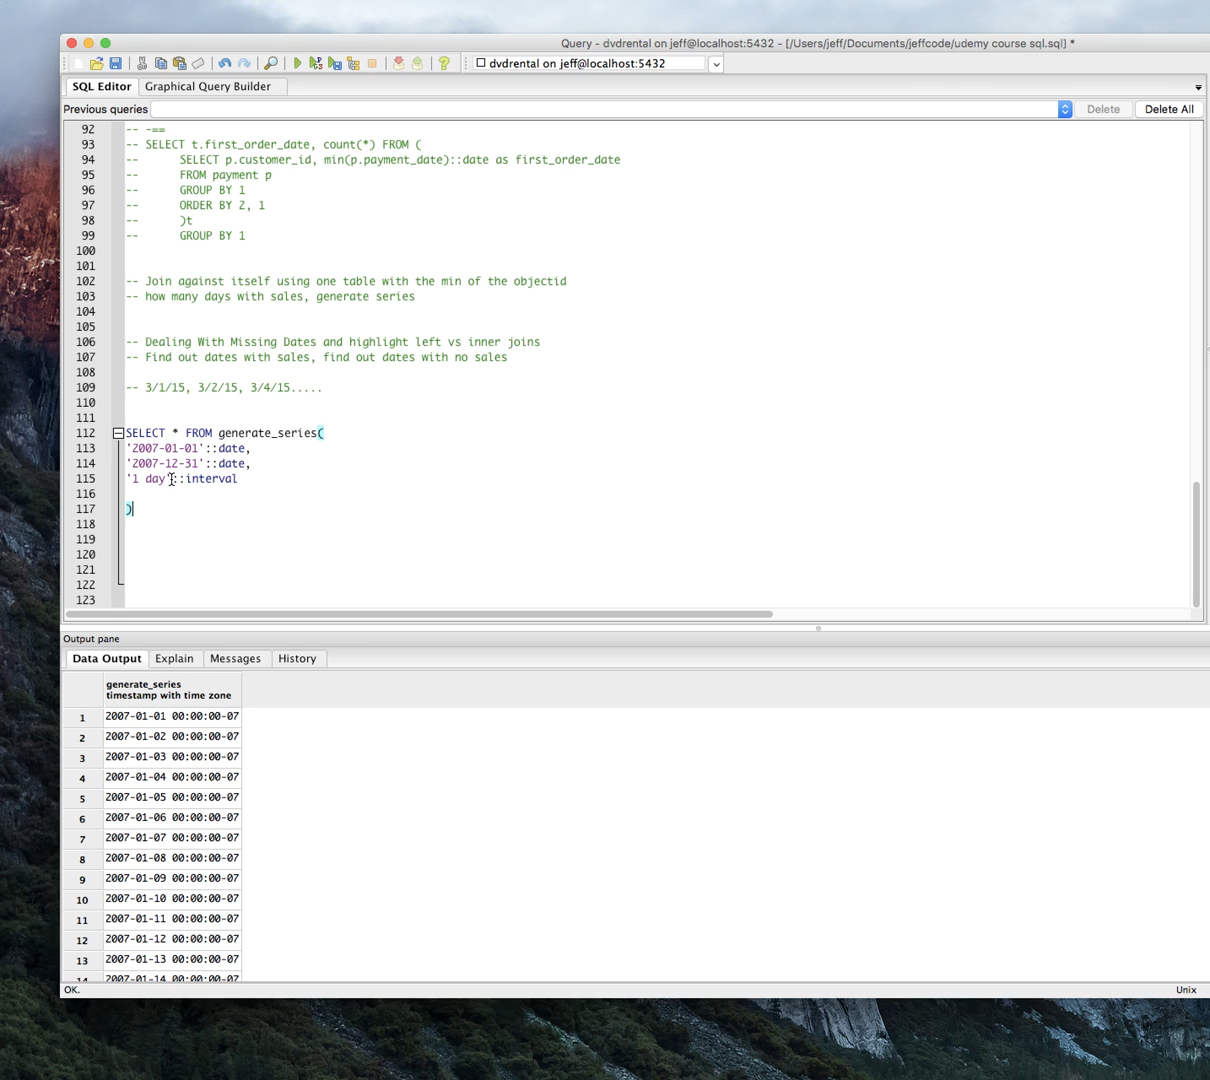 Query - dvdrental on jeff@localhost:5432 - [/Users/jeff/Documents/jeffcode/udemy course sql.sql] *
dvdrental on jeff@localhost:5432
SQL Editor Graphical Query Builder
Previous queries Delete Delete All
92 -- -==
93 -- SELECT t.first_order_date, count(*) FROM (
94 -- SELECT p.customer_id, min(p.payment_date)::date as first_order_date
95 -- FROM payment p
96 -- GROUP BY 1
97 -- ORDER BY 2, 1
98 -- )t
99 -- GROUP BY 1
100
101
102 -- Join against itself using one table with the min of the objectid
103 -- how many days with sales, generate series
104
105
106 -- Dealing With Missing Dates and highlight left vs inner joins
107 -- Find out dates with sales, find out dates with no sales
108
109 -- 3/1/15, 3/2/15, 3/4/15.....
110
111
112 SELECT * FROM generate_series(
113 '2007-01-01'::date,
114 '2007-12-31'::date,
115 '1 day'::interval
116
117 )
118
119
120
121
122
123
Output pane
Data Output Explain Messages History
generate_series
timestamp with time zone
1 2007-01-01 00:00:00-07
2 2007-01-02 00:00:00-07
3 2007-01-03 00:00:00-07
4 2007-01-04 00:00:00-07
5 2007-01-05 00:00:00-07
6 2007-01-06 00:00:00-07
7 2007-01-07 00:00:00-07
8 2007-01-08 00:00:00-07
9 2007-01-09 00:00:00-07
10 2007-01-10 00:00:00-07
11 2007-01-11 00:00:00-07
12 2007-01-12 00:00:00-07
13 2007-01-13 00:00:00-07
14 2007-01-14 00:00:00-07
OK. Unix